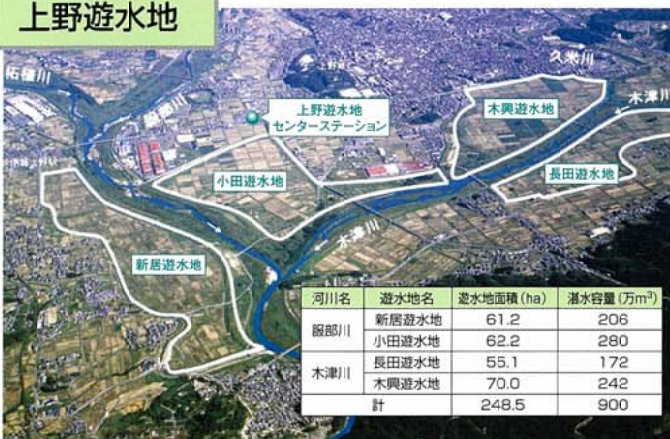 上野遊水地
柘植川
服部川
久米川
木津川
上野遊水地
センターステーション
木興遊水地
小田遊水地
長田遊水地
新居遊水地
木津川
河川名 遊水地名 遊水地面積(ha) 湛水容量(万m³)
服部川 新居遊水地 61.2 206
小田遊水地 62.2 280
木津川 長田遊水地 55.1 172
木興遊水地 70.0 242
計 248.5 900